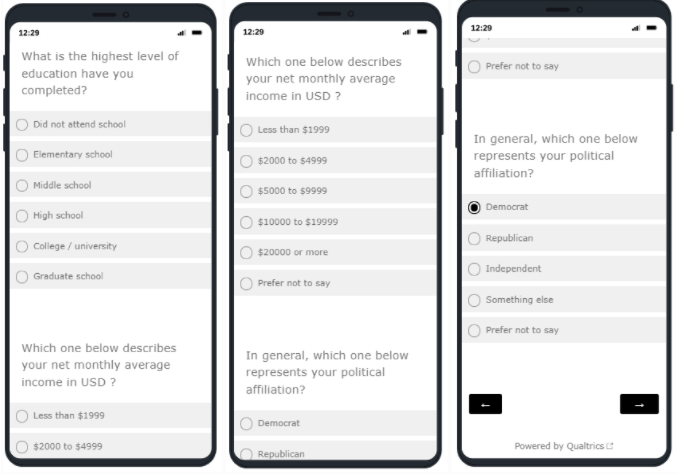 12:29
What is the highest level of
education have you
completed?
Did not attend school
Elementary school
Middle school
High school
College / university
Graduate school
Which one below describes
your net monthly average
income in USD ?
Less than $1999
$2000 to $4999
12:29
Which one below describes
your net monthly average
income in USD ?
Less than $1999
$2000 to $4999
$5000 to $9999
$10000 to $19999
$20000 or more
Prefer not to say
In general, which one below
represents your political
affiliation?
Democrat
Republican
12:29
Prefer not to say
In general, which one below
represents your political
affiliation?
Democrat
Republican
Independent
Something else
Prefer not to say
← →
Powered by Qualtrics